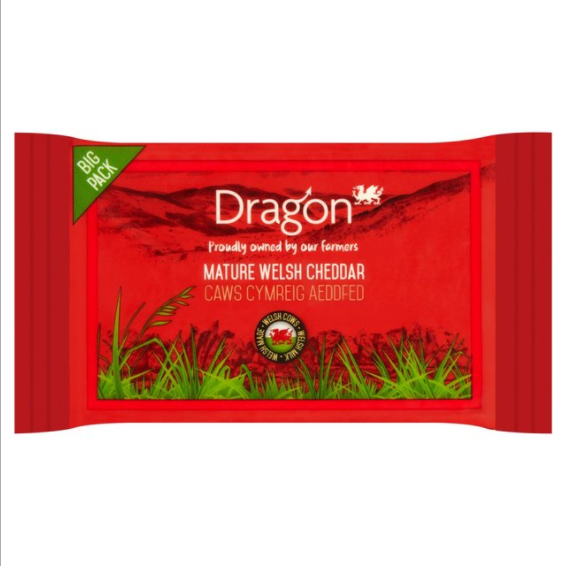 BIG
PACK
Dragon
Proudly owned by our farmers
MATURE WELSH CHEDDAR
CAWS CYMREIG AEDDFED
WELSH MADE • WELSH COWS • WELSH MILK •